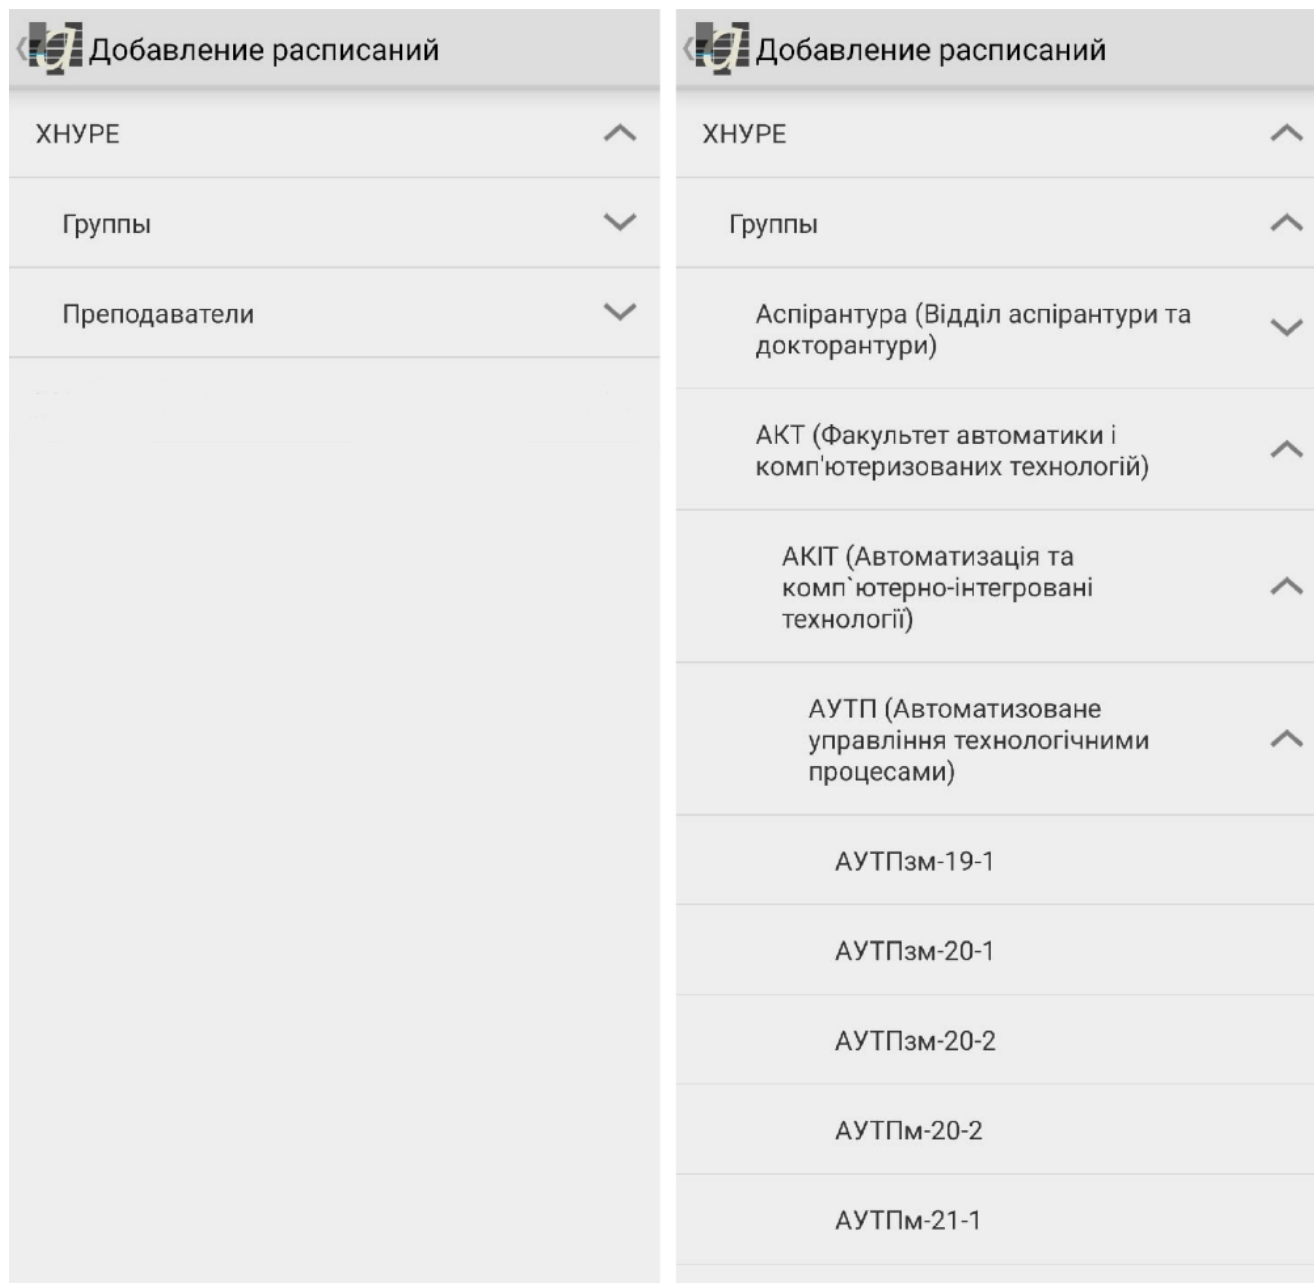 Добавление расписаний
ХНУРЕ
Группы
Преподаватели
Добавление расписаний
ХНУРЕ
Группы
Аспірантура (Відділ аспірантури та
докторантури)
АКТ (Факультет автоматики і
комп'ютеризованих технологій)
АКІТ (Автоматизація та
комп`ютерно-інтегровані
технології)
АУТП (Автоматизоване
управління технологічними
процесами)
АУТПзм-19-1
АУТПзм-20-1
АУТПзм-20-2
АУТПм-20-2
АУТПм-21-1